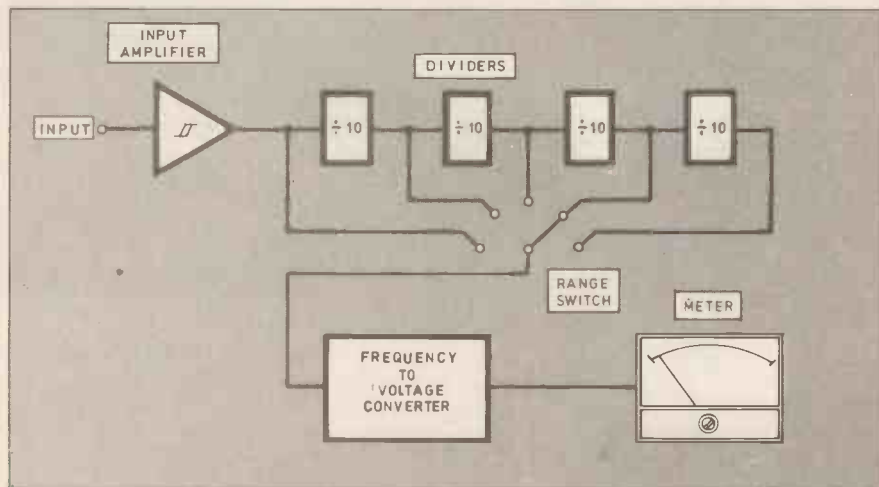 INPUT
AMPLIFIER
DIVIDERS
INPUT
÷10
÷10
÷10
÷10
RANGE
SWITCH
METER
FREQUENCY
TO
VOLTAGE
CONVERTER